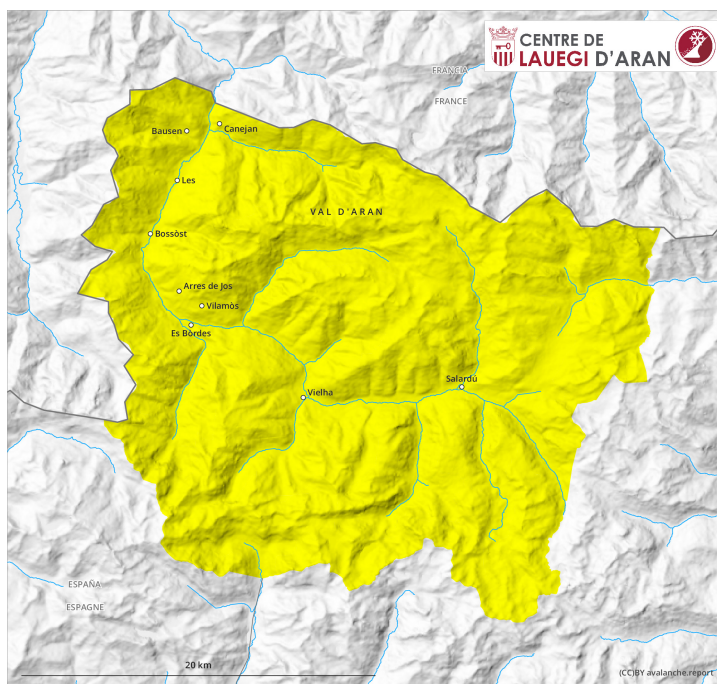 CENTRE DE
LAUEGI D'ARAN
FRANCIA
FRANCE
Bausen
Canejan
Les
VAL D'ARAN
Bossòst
Arres de Jos
Vilamòs
Es Bòrdes
Salardú
Vielha
ESPAÑA
ESPAGNE
20 km
(CC)BY avalanche.report